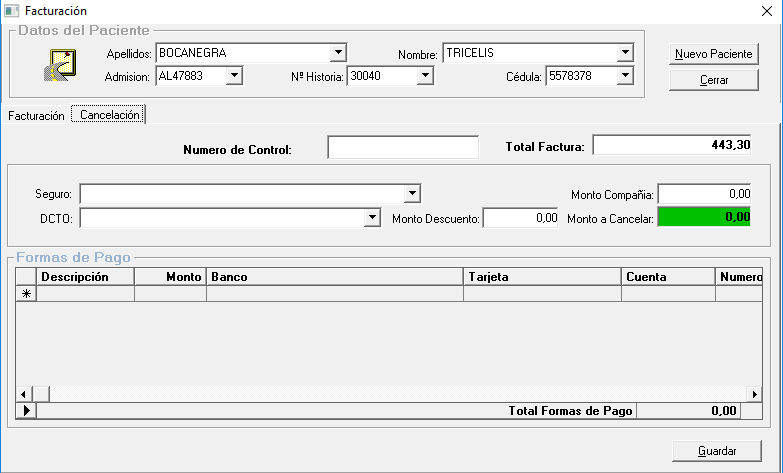 Facturación
Datos del Paciente
Apellidos: BOCANEGRA Nombre: TRICELIS Nuevo Paciente
Admision: AL47883 Nº Historia: 30040 Cédula: 5578378 Cerrar
Facturación Cancelación
Numero de Control: Total Factura: 443,30
Seguro: Monto Compañia: 0,00
DCTO: Monto Descuento: 0,00 Monto a Cancelar: 0,00
Formas de Pago
Descripción Monto Banco Tarjeta Cuenta Numero
Total Formas de Pago 0,00
Guardar